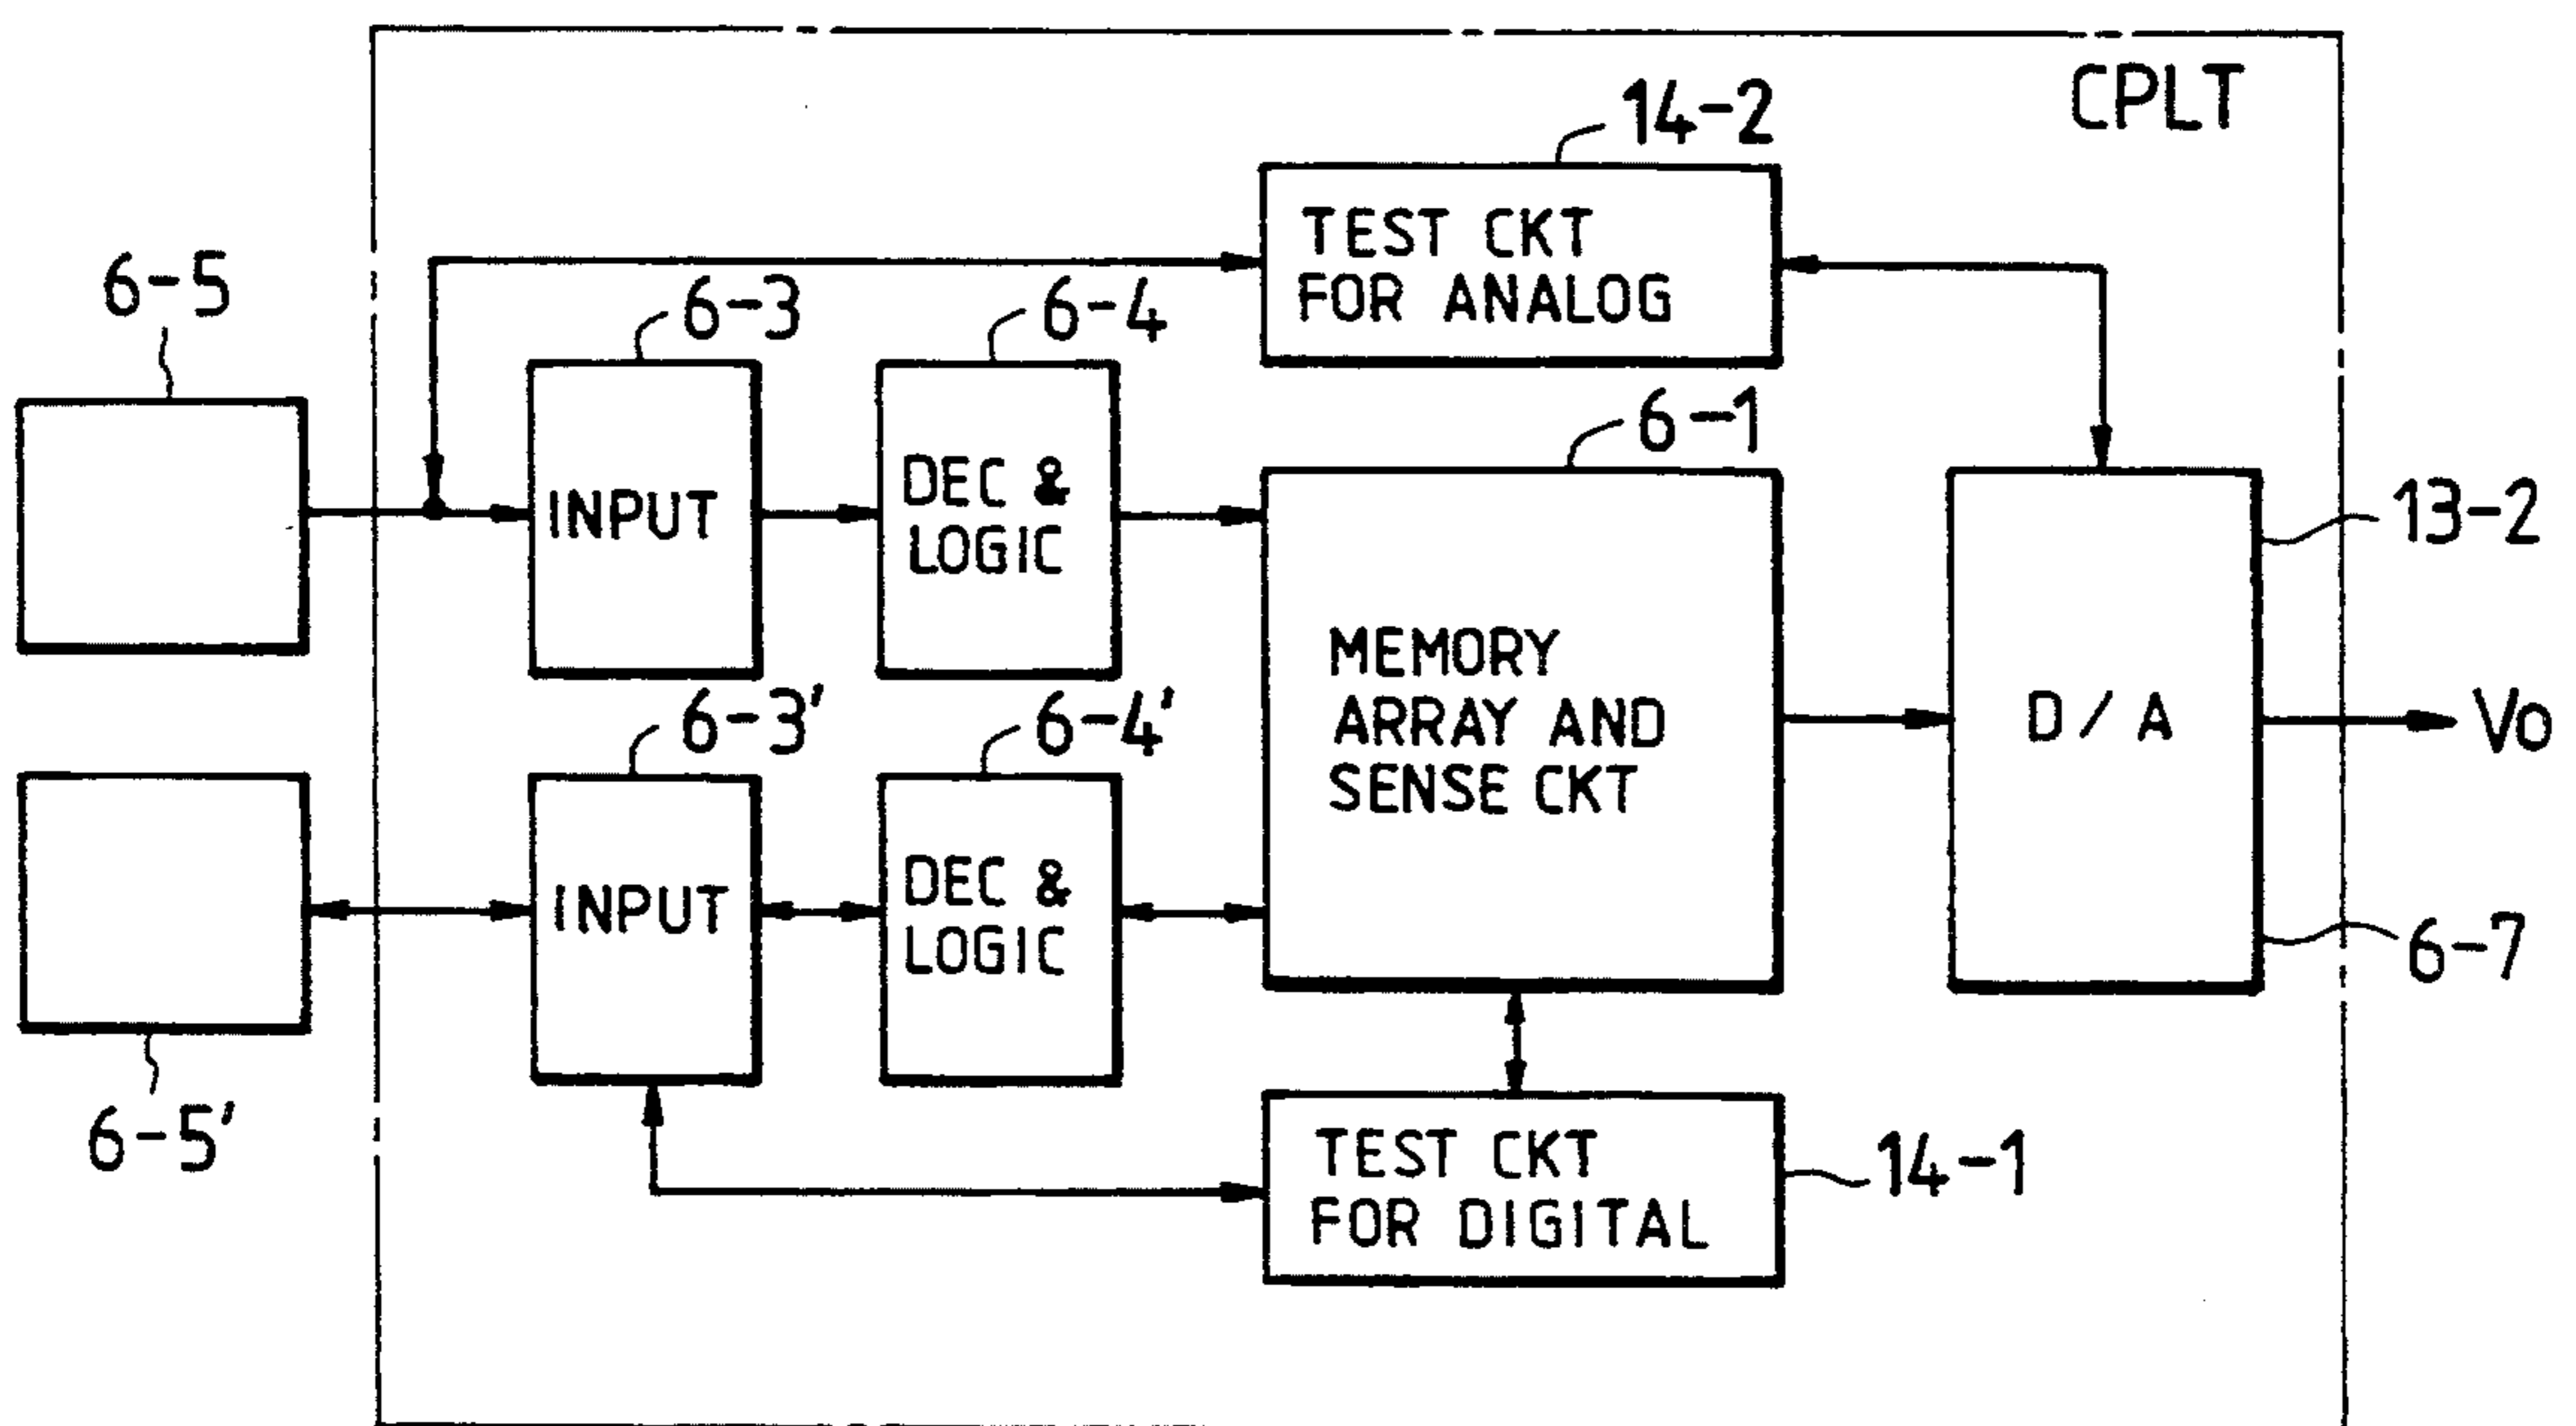 CPLT
14-2
TEST CKT
FOR ANALOG
6-5
6-3
6-4
6-1
INPUT
DEC &
LOGIC
13-2
MEMORY
ARRAY AND
SENSE CKT
D/A
Vo
6-3'
6-4'
INPUT
DEC &
LOGIC
6-7
6-5'
TEST CKT
FOR DIGITAL
14-1